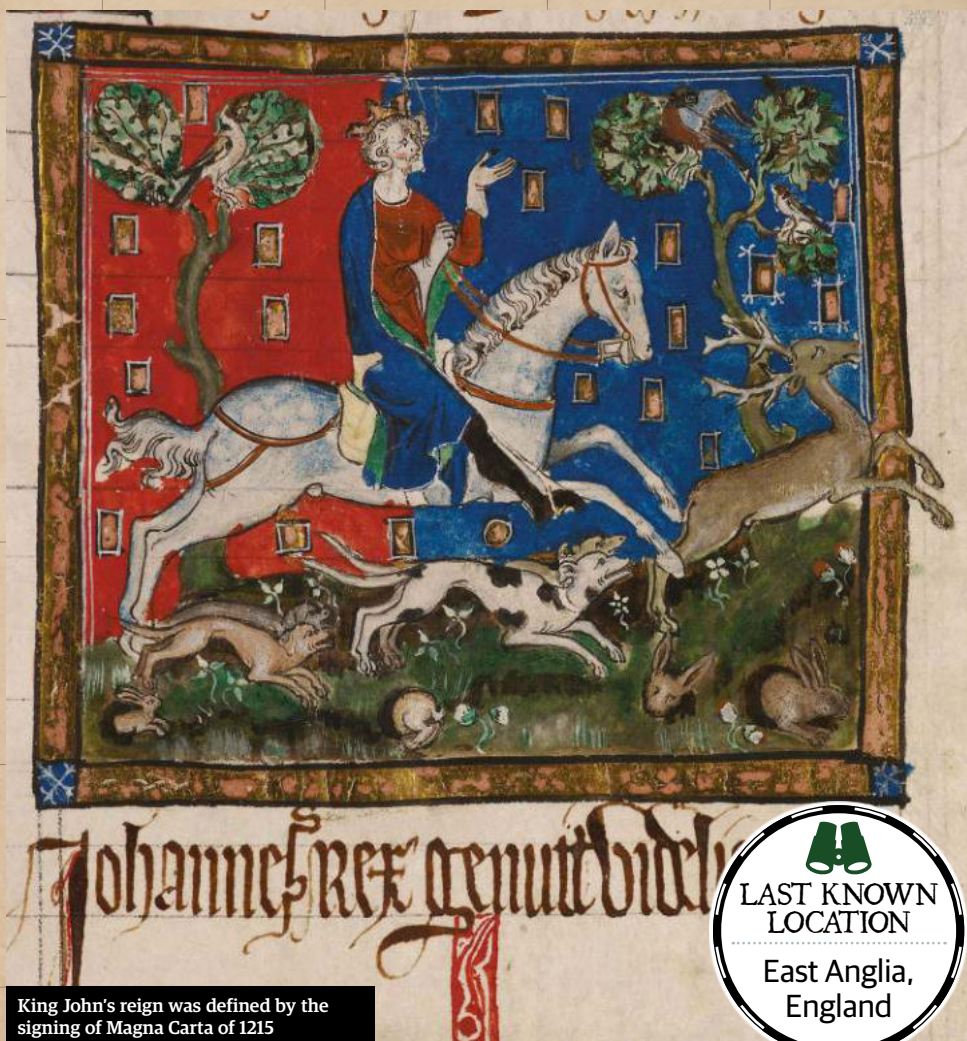 Johannes rex genuit
LAST KNOWN
LOCATION
East Anglia,
England
King John's reign was defined by the
signing of Magna Carta of 1215